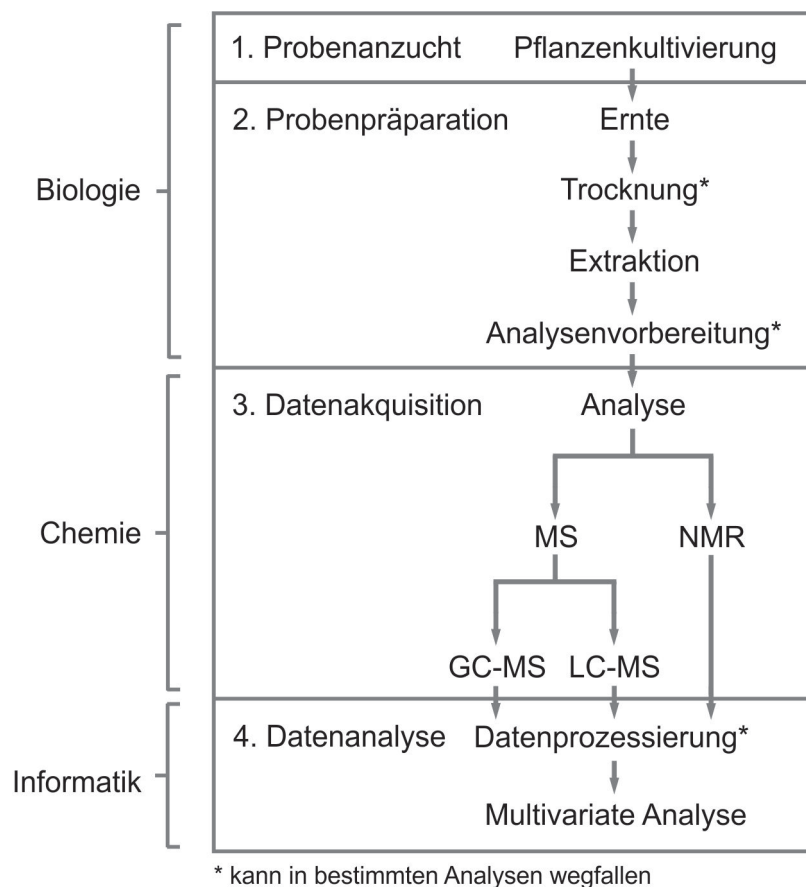 1. Probenanzucht Pflanzenkultivierung
2. Probenpräparation Ernte
Trocknung*
Biologie
Extraktion
Analysenvorbereitung*
3. Datenakquisition Analyse
Chemie
MS NMR
GC-MS LC-MS
4. Datenanalyse Datenprozessierung*
Informatik
Multivariate Analyse
* kann in bestimmten Analysen wegfallen